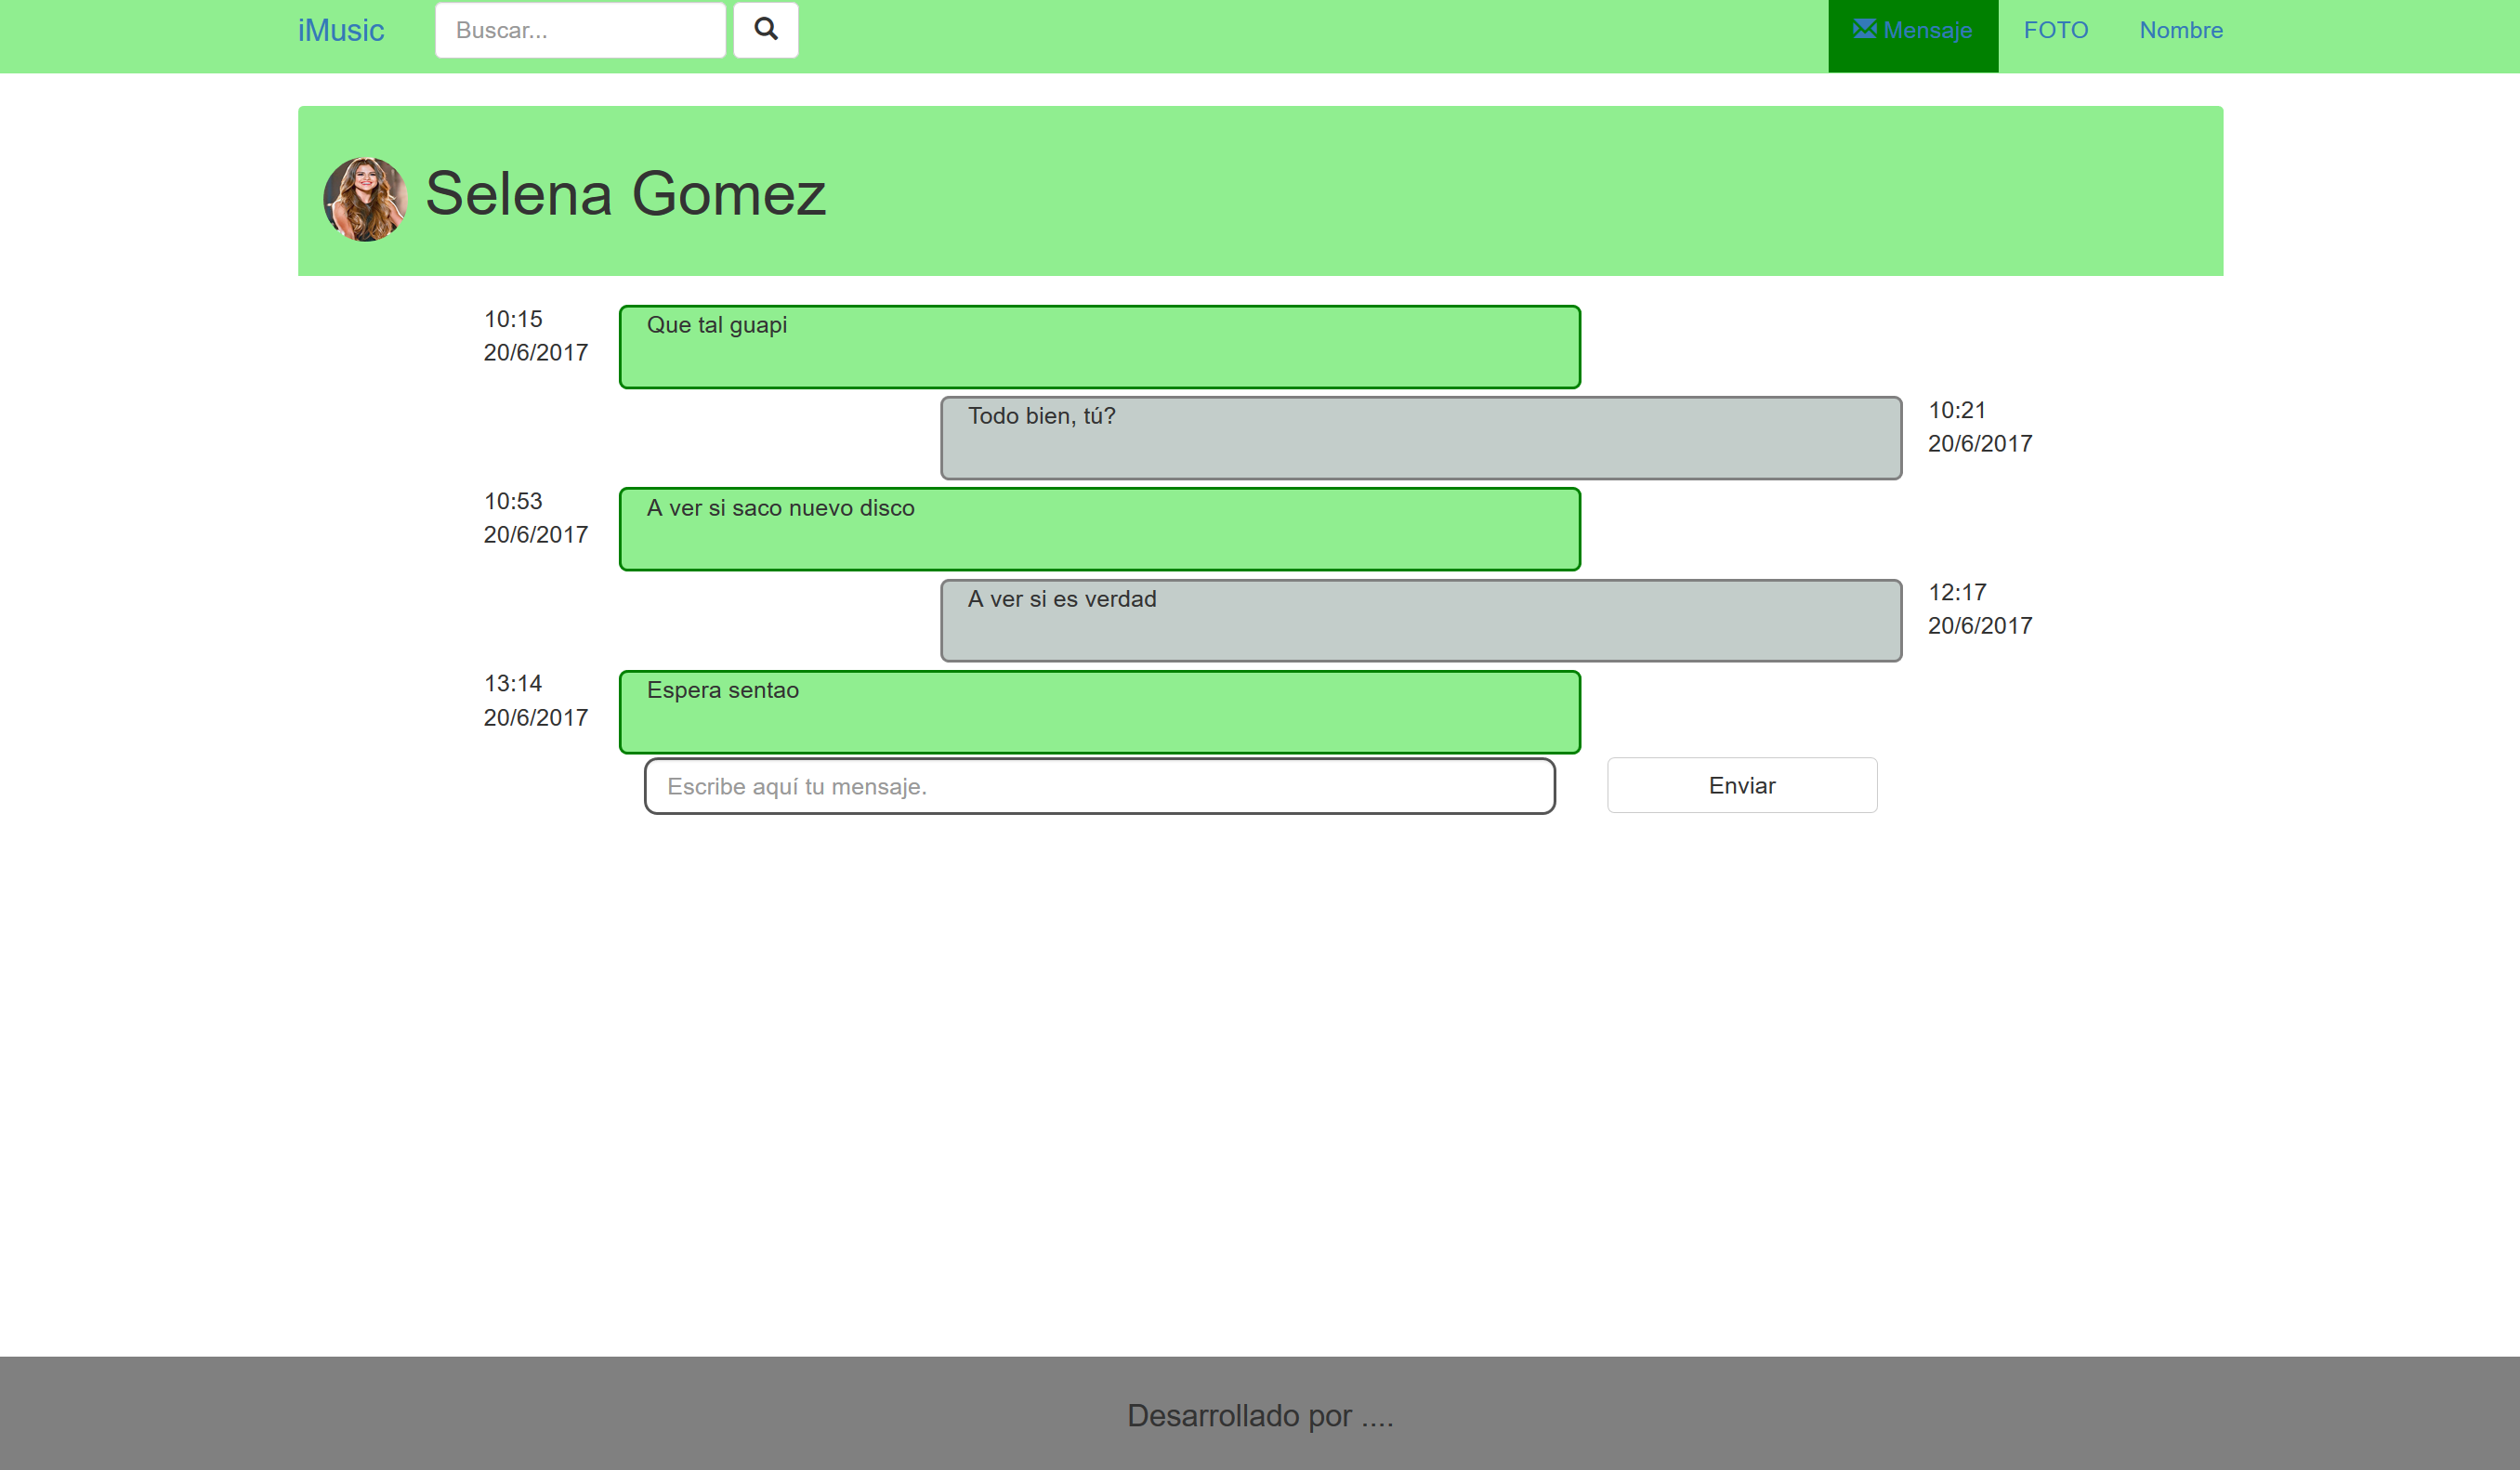 iMusic Buscar... Mensaje FOTO Nombre
Selena Gomez
10:15
20/6/2017
Que tal guapi
Todo bien, tú?
10:21
20/6/2017
10:53
20/6/2017
A ver si saco nuevo disco
A ver si es verdad
12:17
20/6/2017
13:14
20/6/2017
Espera sentao
Escribe aquí tu mensaje. Enviar
Desarrollado por ....